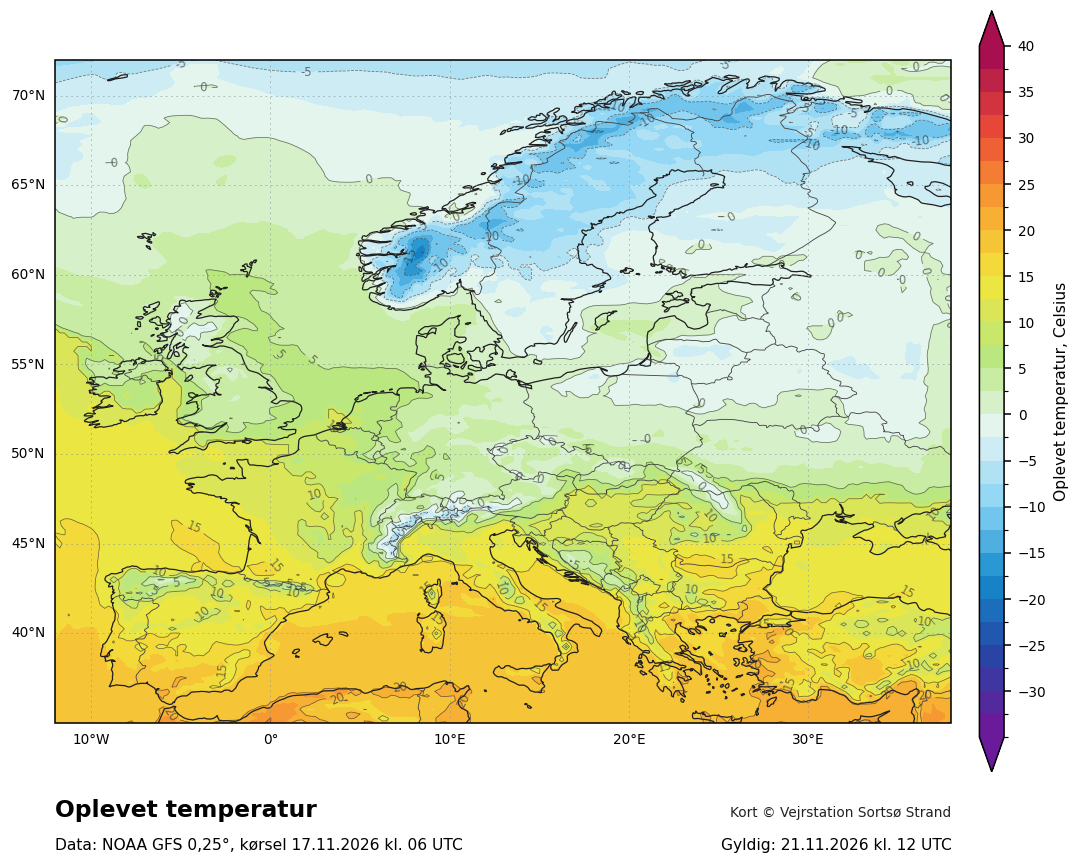 70°N
65°N
60°N
55°N
50°N
45°N
40°N
10°W 0° 10°E 20°E 30°E
40
35
30
25
20
15
10
5
0
−5
−10
−15
−20
−25
−30
Oplevet temperatur, Celsius
Oplevet temperatur
Kort © Vejrstation Sortsø Strand
Data: NOAA GFS 0,25°, kørsel 17.11.2026 kl. 06 UTC
Gyldig: 21.11.2026 kl. 12 UTC